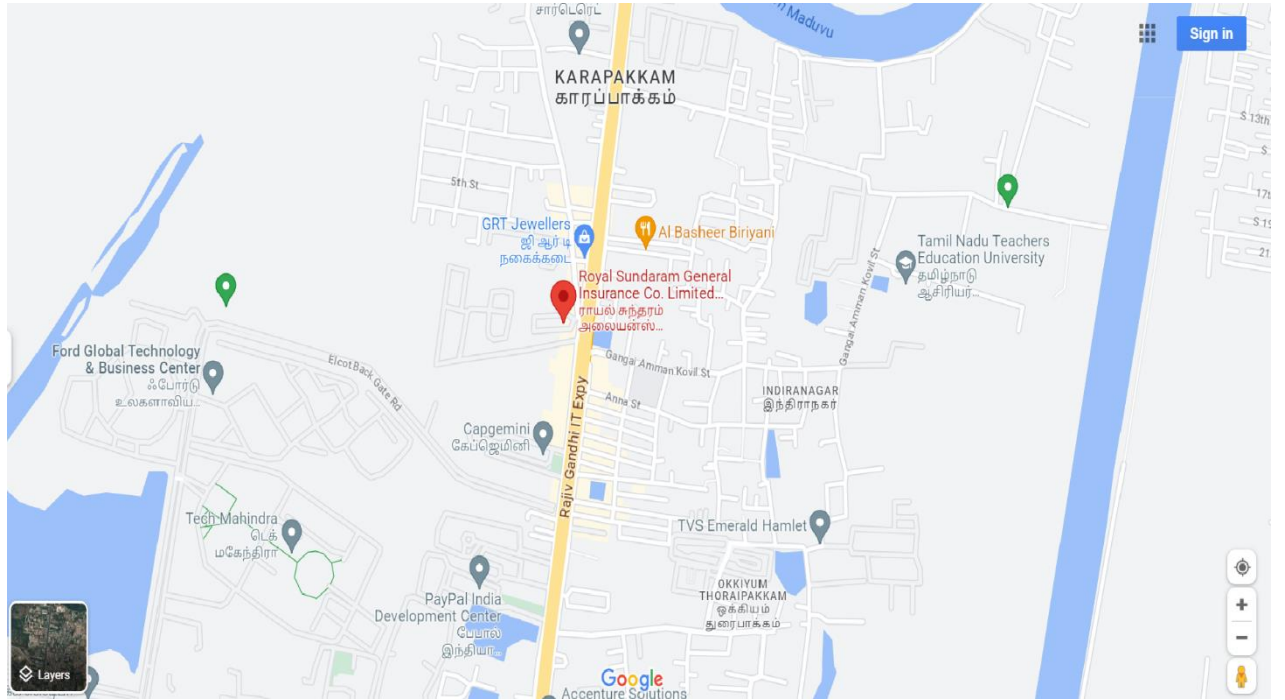 சார்டுரெட்
Maduvu
Sign in
KARAPAKKAM
காரப்பாக்கம்
S 13th
5th St
17th
GRT Jewellers
ஜி ஆர் டி
நகைக்கடை
Al Basheer Biriyani
Tamil Nadu Teachers
Education University
தமிழ்நாடு
ஆசிரியர்...
Royal Sundaram General
Insurance Co. Limited...
ராயல் சுந்தரம்
அலையன்ஸ்...
Gangai Amman Kovil St
Ford Global Technology
& Business Center
ஃபோர்டு
உலகளாவிய...
Elcot Back Gate Rd
Gangai Amman Kovil St
Anna St
INDIRANAGAR
இந்திராநகர்
Rajiv Gandhi IT Expy
Capgemini
கேப்ஜெமினி
Tech Mahindra
டெக்
மகேந்திரா
TVS Emerald Hamlet
PayPal India
Development Center
பேபால்
இந்தியா...
OKKIYUM
THORAIPAKKAM
ஒக்கியம்
துரைபாக்கம்
Layers
Google
Accenture Solutions